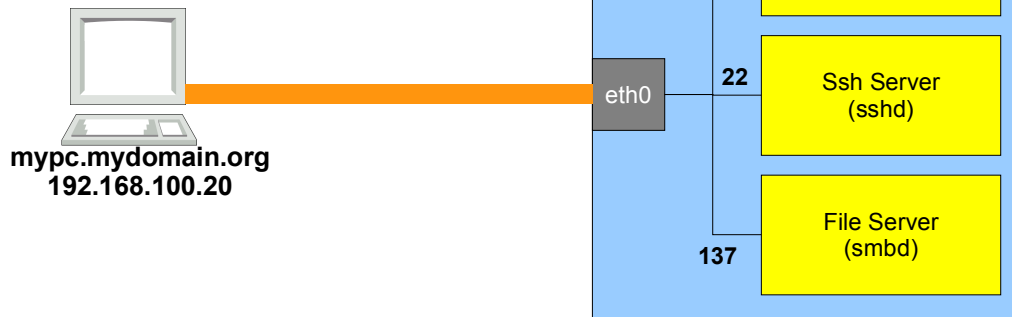 mypc.mydomain.org
192.168.100.20
eth0
22
Ssh Server
(sshd)
137
File Server
(smbd)